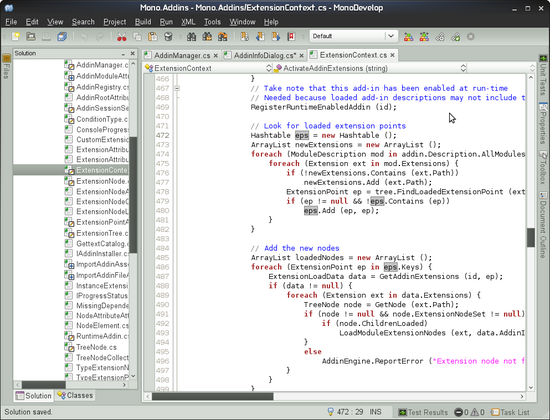 Mono.Addins - Mono.Addins/ExtensionContext.cs - MonoDevelop
File Edit View Search Project Build Run XML Tools Window Help
Default
Solution
AddinManager.cs
AddinInfoDialog.cs*
ExtensionContext.cs
ExtensionContext
ActivateAddinExtensions (string)
Files
AddinManager.c
AddinModuleAttr
AddinRegistry.cs
AddinRootAttribu
AddinSessionSe
ConditionType.c
ConsoleProgres
CustomExtension
ExtensionAttribu
ExtensionAttribu
ExtensionConte
ExtensionNode.c
ExtensionNodeA
ExtensionNodeC
ExtensionNodeL
ExtensionPointA
ExtensionTree.c
GettextCatalog.c
IAddinInstaller.c
ImportAddinAsse
ImportAddinFileA
InstanceExtensi
IProgressStatus
MissingDepende
NodeAttributeAtt
NodeElement.cs
RuntimeAddin.cs
TreeNode.cs
TreeNodeCollect
TypeExtensionN
TypeExtensionP
466 }
467 // Take note that this add-in has been enabled at run-time
468 // Needed because loaded add-in descriptions may not include t
469 RegisterRuntimeEnabledAddin (id);
470
471 // Look for loaded extension points
472 Hashtable eps = new Hashtable ();
473 ArrayList newExtensions = new ArrayList ();
474 foreach (ModuleDescription mod in addin.Description.AllModules
475 foreach (Extension ext in mod.Extensions) {
476 if (!newExtensions.Contains (ext.Path))
477 newExtensions.Add (ext.Path);
478 ExtensionPoint ep = tree.FindLoadedExtensionPoint (ext
479 if (ep != null && !eps.Contains (ep))
480 eps.Add (ep, ep);
481 }
482 }
483
484 // Add the new nodes
485 ArrayList loadedNodes = new ArrayList ();
486 foreach (ExtensionPoint ep in eps.Keys) {
487 ExtensionLoadData data = GetAddinExtensions (id, ep);
488 if (data != null) {
489 foreach (Extension ext in data.Extensions) {
490 TreeNode node = GetNode (ext.Path);
491 if (node != null && node.ExtensionNodeSet != null)
492 if (node.ChildrenLoaded)
493 LoadModuleExtensionNodes (ext, data.AddinI
494 }
495 else
496 AddinEngine.ReportError ("Extension node not f
497 }
498 }
499 }
Unit Tests
Properties
Toolbox
Document Outline
Solution
Classes
Solution saved.
472 : 29 INS
Test Results
0 0
Task List